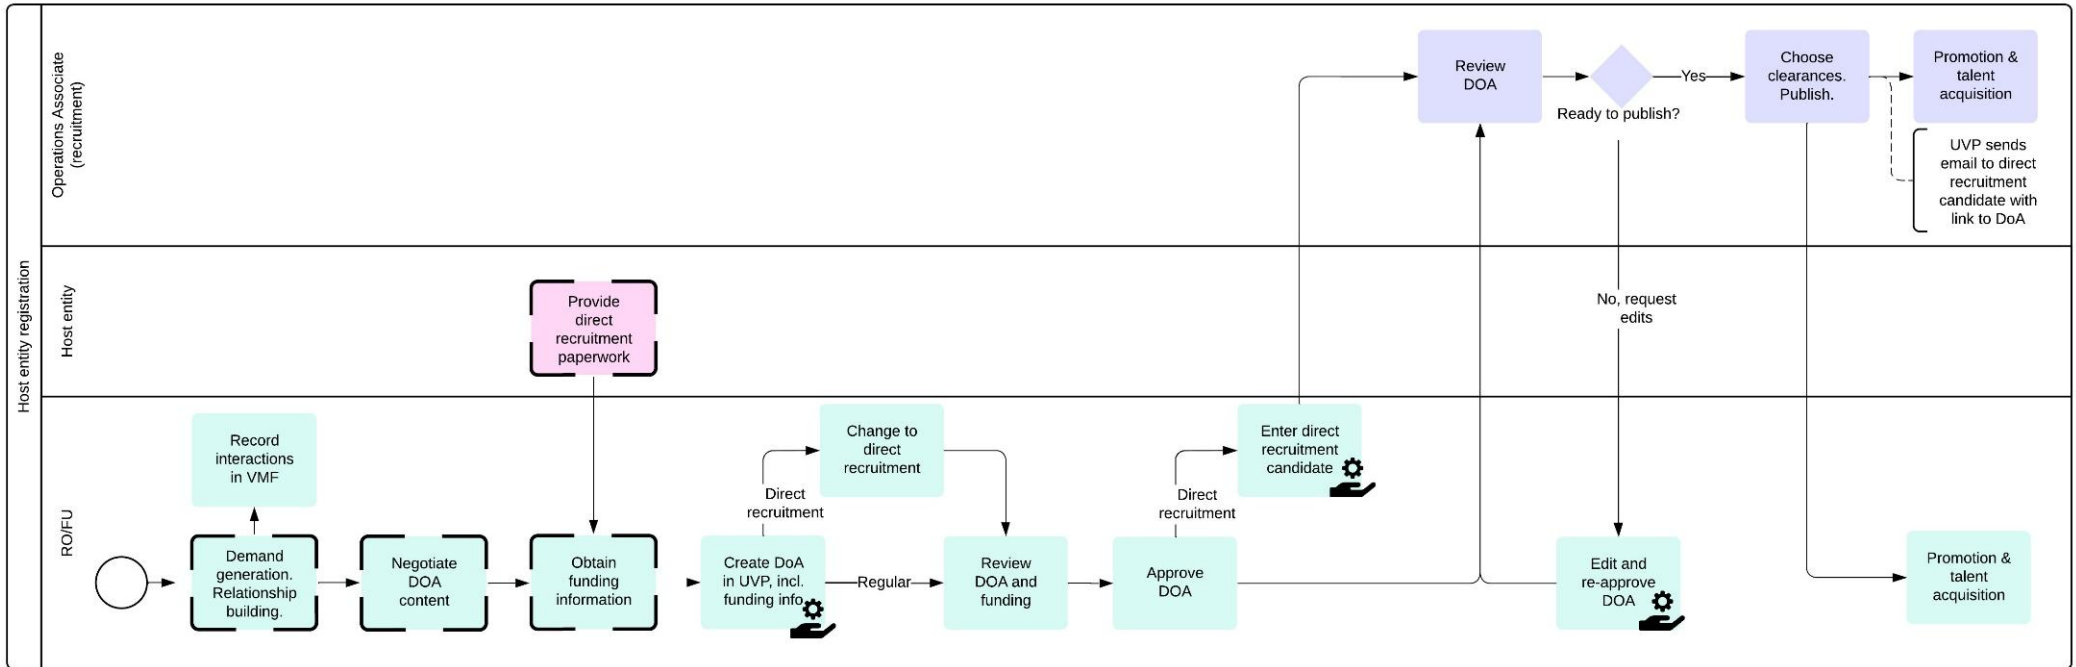 Host entity registration
Operations Associate
(recruitment)
Review
DOA
Ready to publish?
Yes
Choose
clearances.
Publish.
Promotion &
talent
acquisition
UVP sends
email to direct
recruitment
candidate with
link to DoA
Host entity
Provide
direct
recruitment
paperwork
No, request
edits
RO/FU
Record
interactions
in VMF
Demand
generation.
Relationship
building.
Negotiate
DOA
content
Obtain
funding
information
Create DoA
in UVP, incl.
funding info.
Direct
recruitment
Change to
direct
recruitment
Regular
Review
DOA and
funding
Approve
DOA
Direct
recruitment
Enter direct
recruitment
candidate
Edit and
re-approve
DOA
Promotion &
talent
acquisition